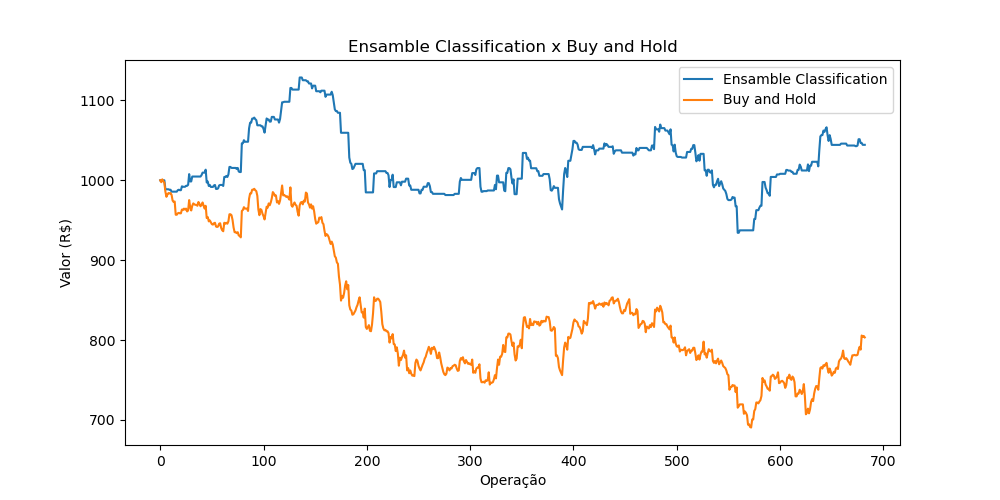 Ensamble Classification x Buy and Hold
Ensamble Classification
Buy and Hold
Valor (R$)
1100
1000
900
800
700
0 100 200 300 400 500 600 700
Operação